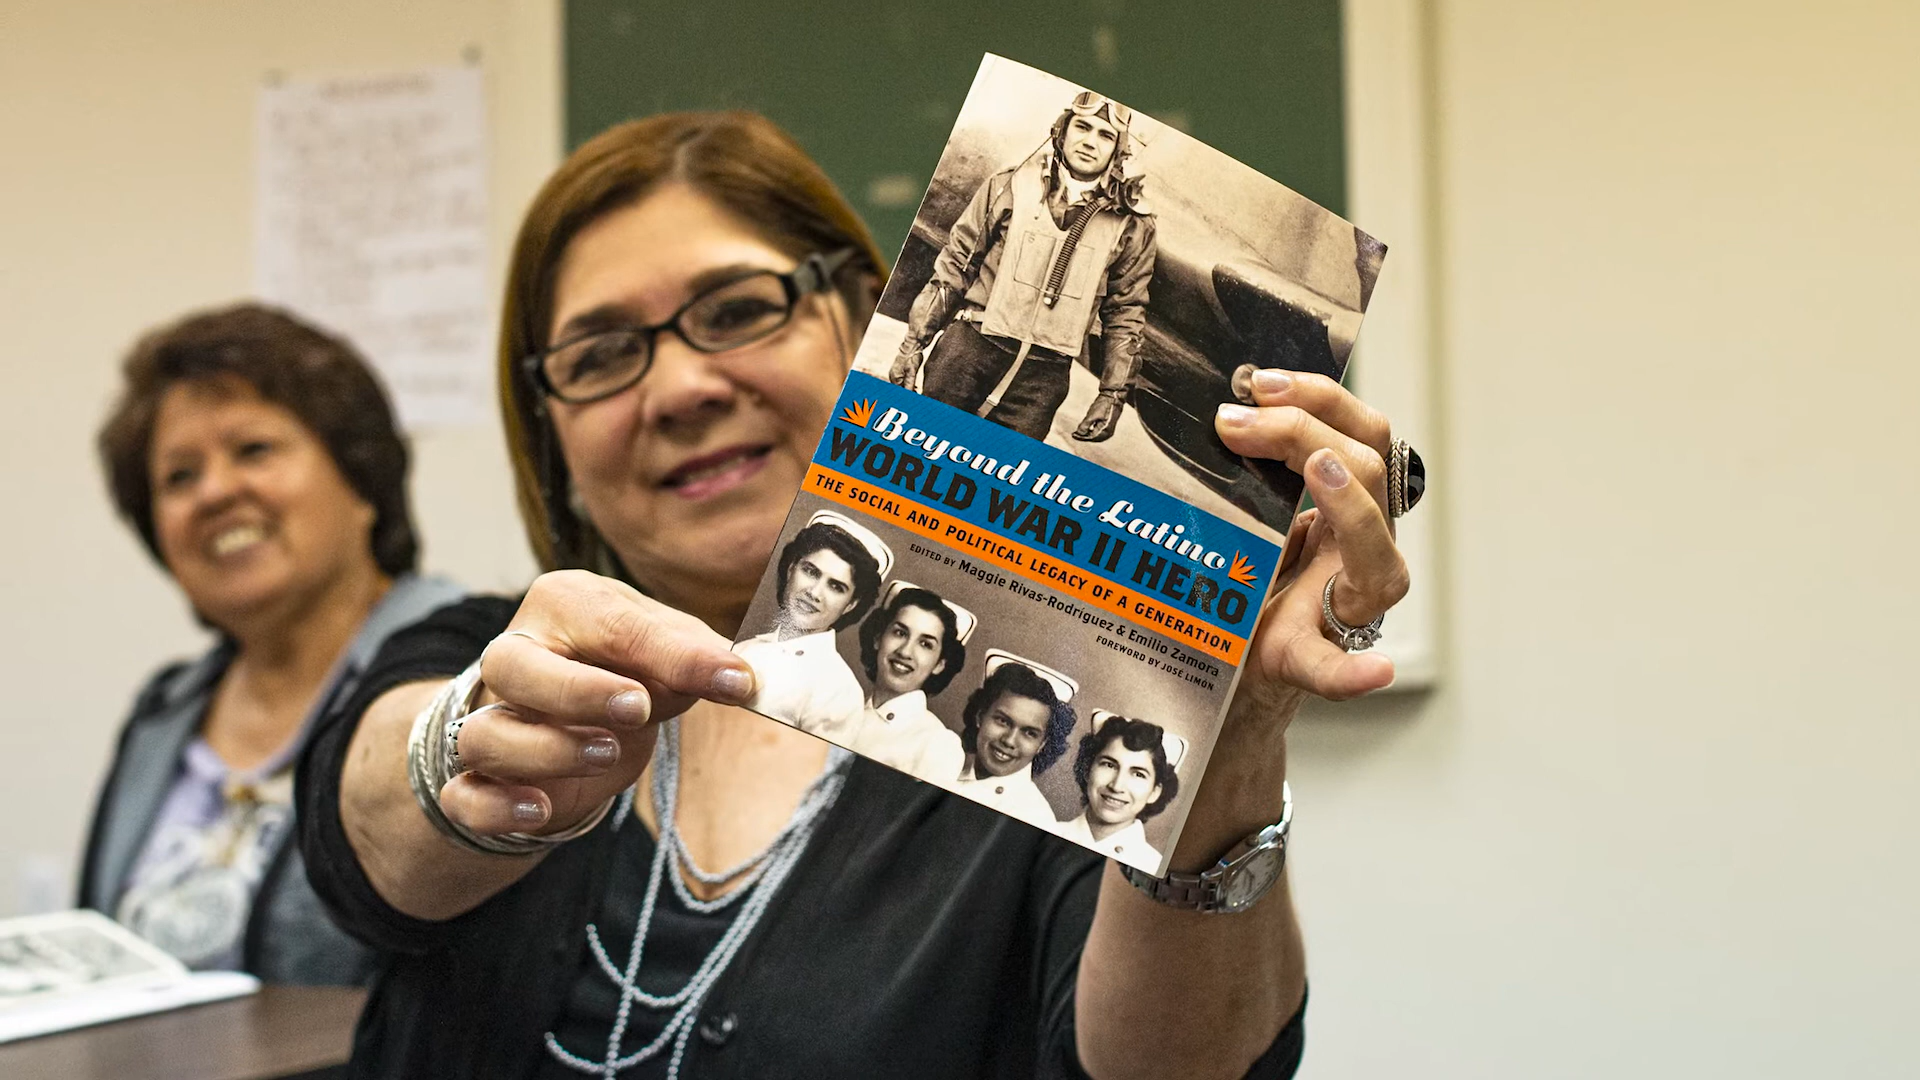 Beyond the Latino
WORLD WAR II HERO
THE SOCIAL AND POLITICAL LEGACY OF A GENERATION
EDITED BY Maggie Rivas-Rodríguez & Emilio Zamora
FOREWORD BY JOSÉ LIMÓN